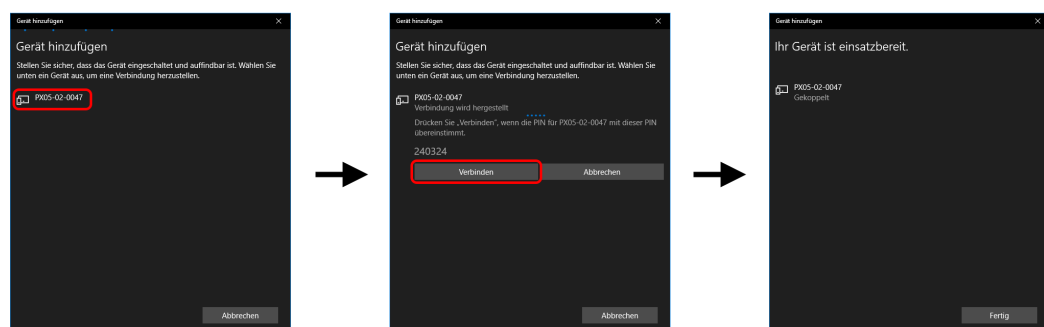 Gerät hinzufügen
Gerät hinzufügen
Stellen Sie sicher, dass das Gerät eingeschaltet und auffindbar ist. Wählen Sie
unten ein Gerät aus, um eine Verbindung herzustellen.
PX05-02-0047
Abbrechen
Gerät hinzufügen
Gerät hinzufügen
Stellen Sie sicher, dass das Gerät eingeschaltet und auffindbar ist. Wählen Sie
unten ein Gerät aus, um eine Verbindung herzustellen.
PX05-02-0047
Verbindung wird hergestellt
Drücken Sie „Verbinden“, wenn die PIN für PX05-02-0047 mit dieser PIN
übereinstimmt.
240324
Verbinden Abbrechen
Abbrechen
Gerät hinzufügen
Ihr Gerät ist einsatzbereit.
PX05-02-0047
Gekoppelt
Fertig